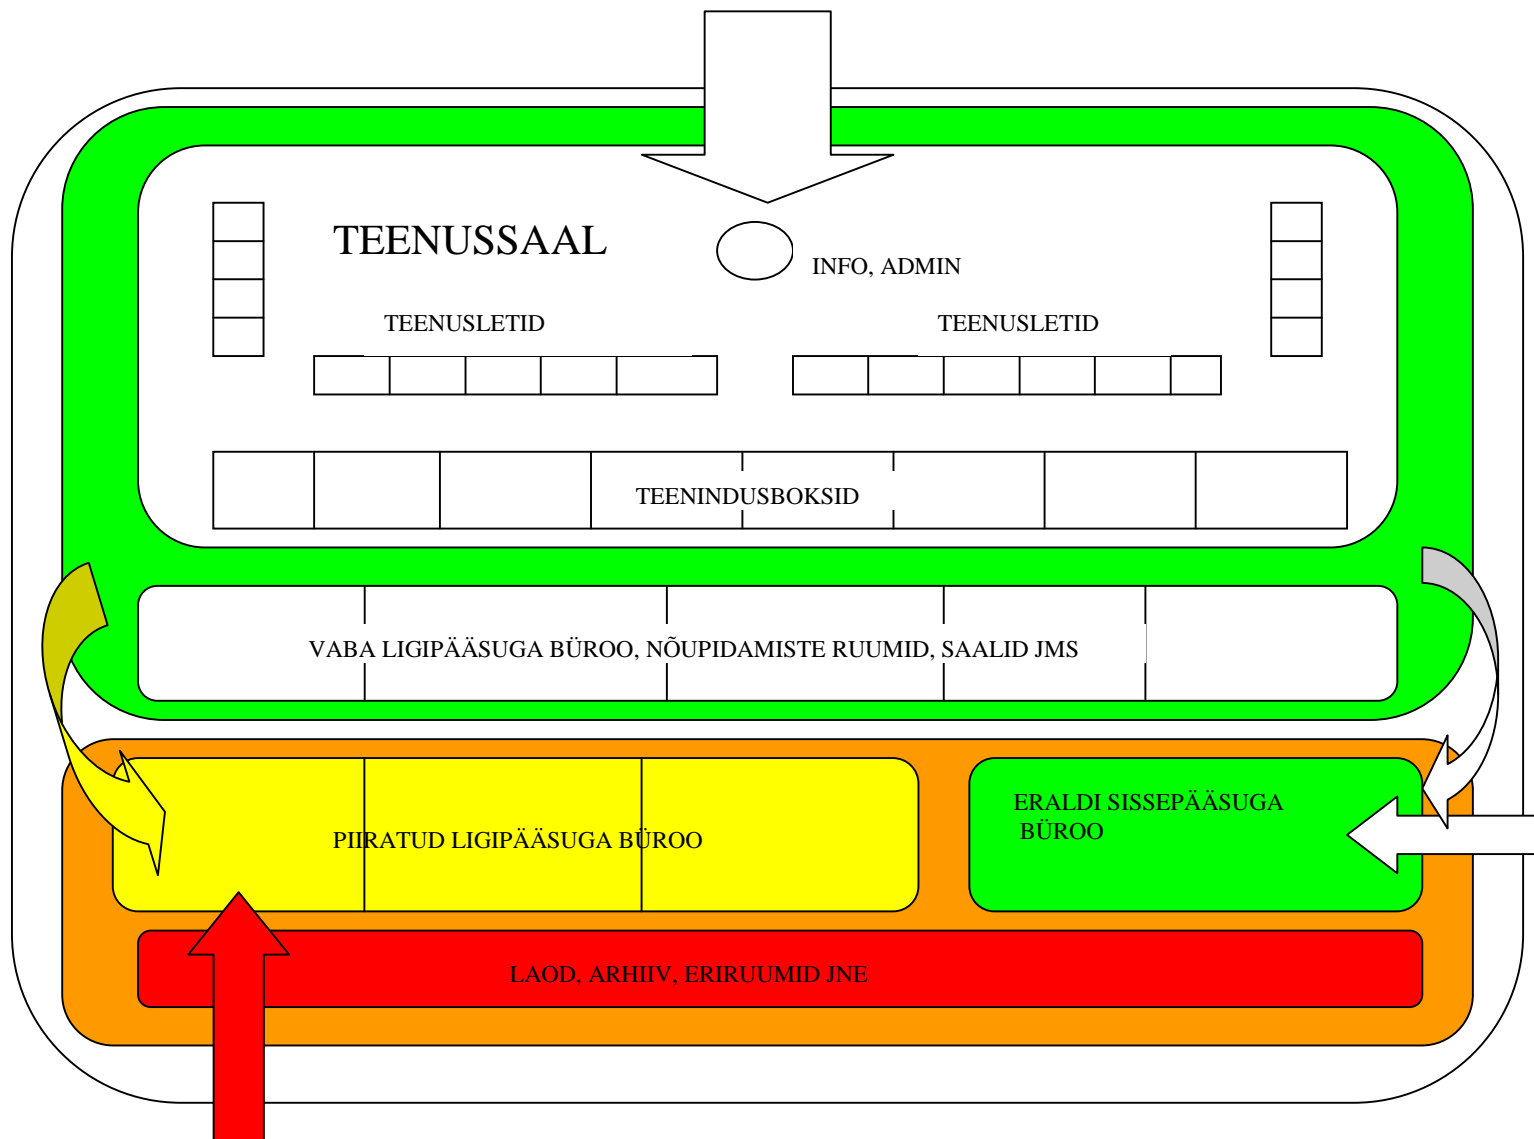 TEENUSSAAL
INFO, ADMIN
TEENUSLETID
TEENUSLETID
TEENINDUSBOKSID
VABA LIGIPÄÄSUGA BÜROO, NÕUPIDAMISTE RUUMID, SAALID JMS
ERALDI SISSEPÄÄSUGA
BÜROO
PIIRATUD LIGIPÄÄSUGA BÜROO
LAOD, ARHIIV, ERIRUUMID JNE